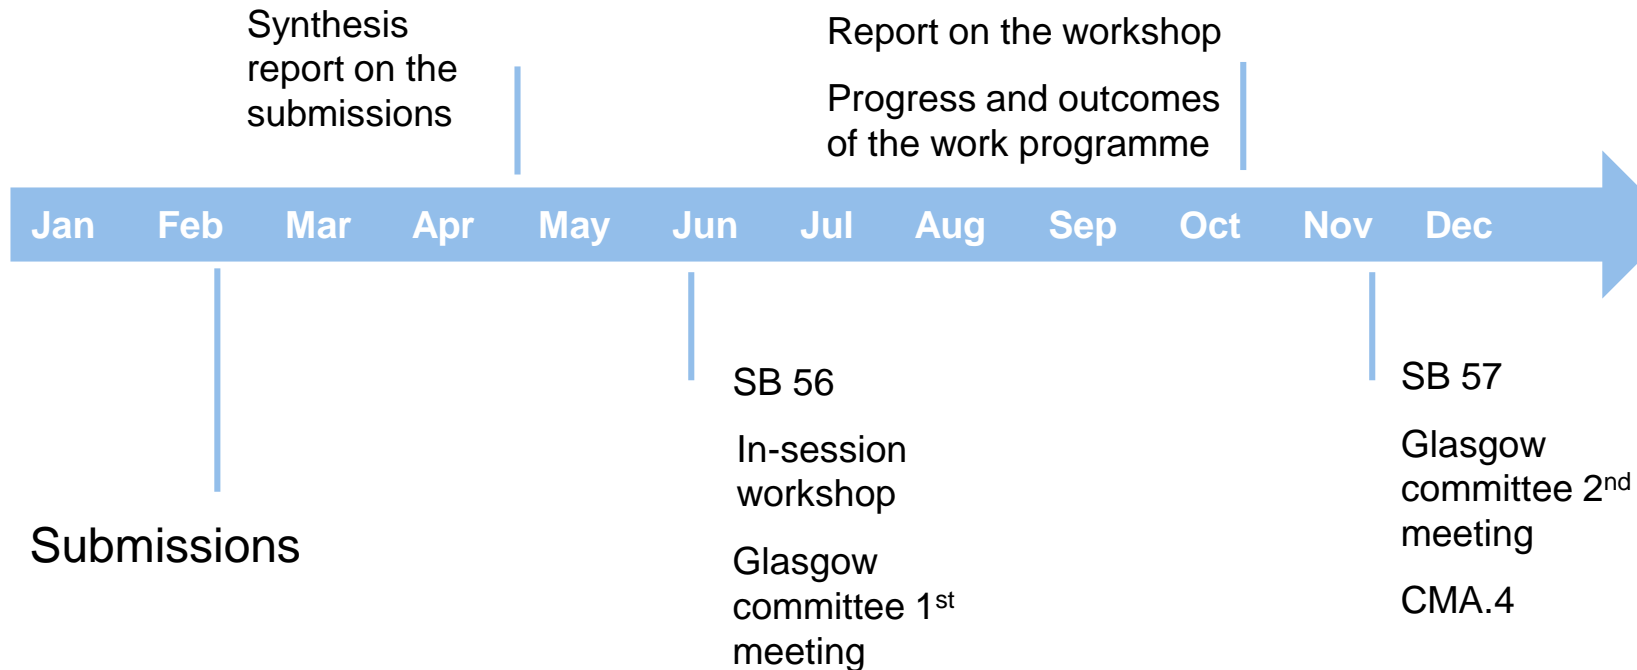 Synthesis
report on the
submissions
Report on the workshop
Progress and outcomes
of the work programme
Jan Feb Mar Apr May Jun Jul Aug Sep Oct Nov Dec
Submissions
SB 56
In-session
workshop
Glasgow
committee 1st
meeting
SB 57
Glasgow
committee 2nd
meeting
CMA.4